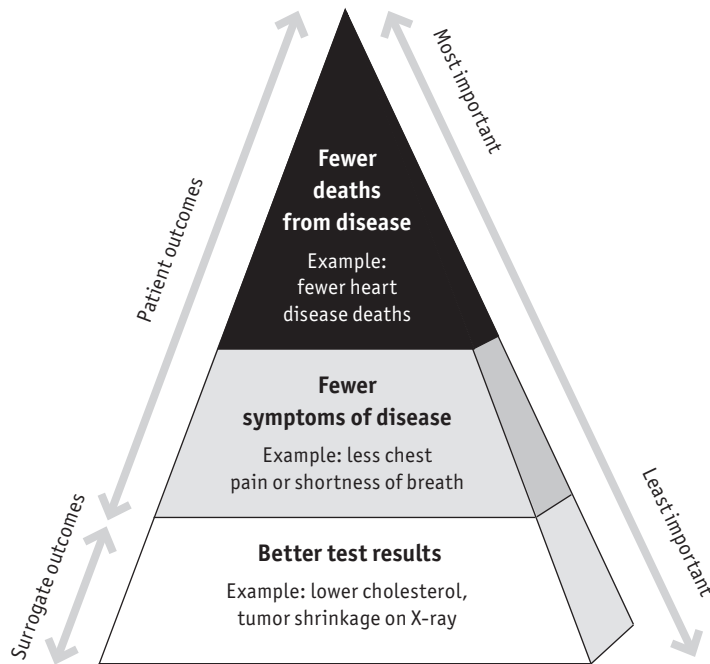 Most important
Patient outcomes
Fewer
deaths
from disease
Example:
fewer heart
disease deaths
Fewer
symptoms of disease
Example: less chest
pain or shortness of breath
Least important
Surrogate outcomes
Better test results
Example: lower cholesterol,
tumor shrinkage on X-ray